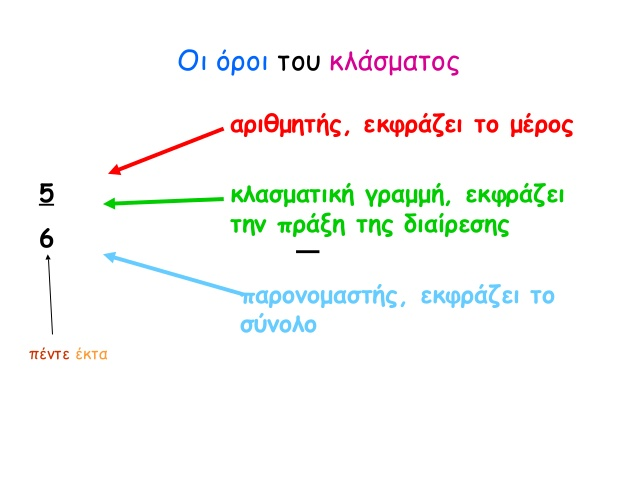 Οι όροι του κλάσματος
αριθμητής, εκφράζει το μέρος
5
6
κλασματική γραμμή, εκφράζει
την πράξη της διαίρεσης
παρονομαστής, εκφράζει το
σύνολο
πέντε έκτα